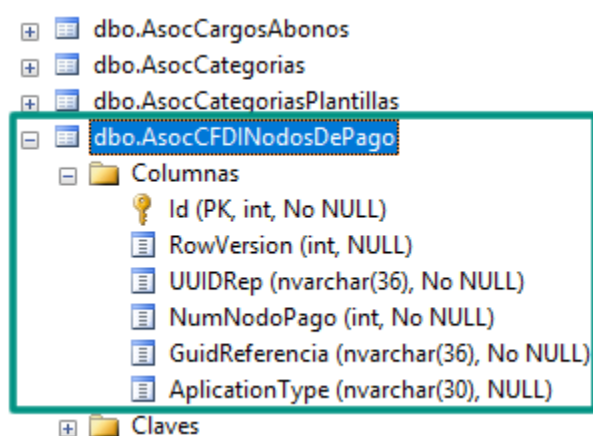 dbo.AsocCargosAbonos
dbo.AsocCategorias
dbo.AsocCategoriasPlantillas
dbo.AsocCFDINodosDePago
Columnas
Id (PK, int, No NULL)
RowVersion (int, NULL)
UUIDRep (nvarchar(36), No NULL)
NumNodoPago (int, No NULL)
GuidReferencia (nvarchar(36), No NULL)
AplicationType (nvarchar(30), NULL)
Claves